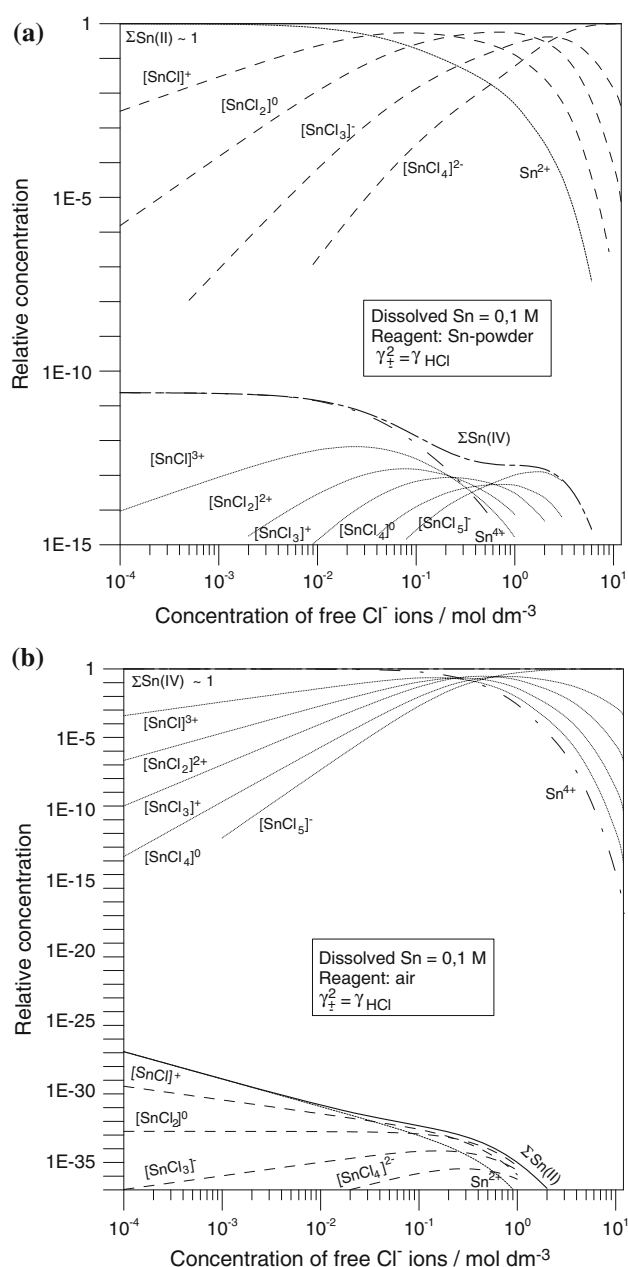 (a)
Relative concentration
1
1E-5
1E-10
1E-15
ΣSn(II) ~ 1
[SnCl]⁺
[SnCl₂]⁰
[SnCl₃]⁻
[SnCl₄]²⁻
Sn²⁺
Dissolved Sn = 0,1 M
Reagent: Sn-powder
γ±² = γ HCl
ΣSn(IV)
[SnCl]³⁺
[SnCl₂]²⁺
[SnCl₃]⁺
[SnCl₄]⁰
[SnCl₅]⁻
Sn⁴⁺
10⁻⁴ 10⁻³ 10⁻² 10⁻¹ 10⁰ 10¹
Concentration of free Cl⁻ ions / mol dm⁻³
(b)
Relative concentration
1
1E-5
1E-10
1E-15
1E-20
1E-25
1E-30
1E-35
ΣSn(IV) ~ 1
[SnCl]³⁺
[SnCl₂]²⁺
[SnCl₃]⁺
[SnCl₄]⁰
[SnCl₅]⁻
Sn⁴⁺
Dissolved Sn = 0,1 M
Reagent: air
γ±² = γ HCl
[SnCl]⁺
[SnCl₂]⁰
[SnCl₃]⁻
[SnCl₄]²⁻
Sn²⁺
ΣSn(II)
10⁻⁴ 10⁻³ 10⁻² 10⁻¹ 10⁰ 10¹
Concentration of free Cl⁻ ions / mol dm⁻³